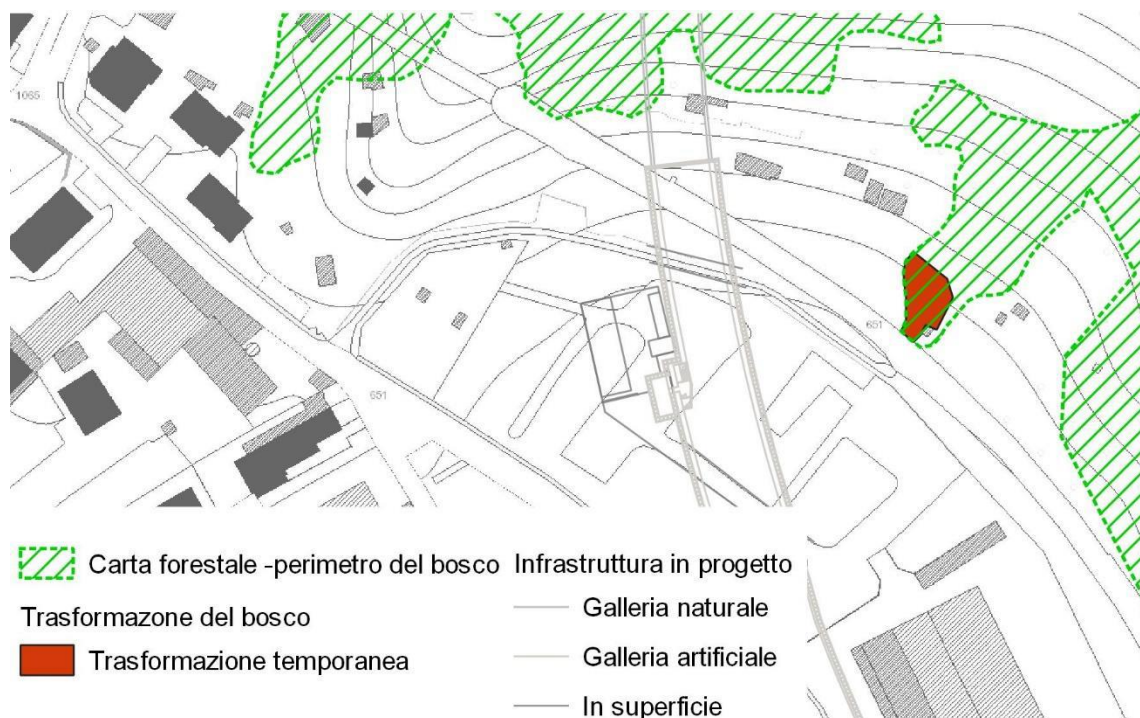 1065
651
651
Carta forestale -perimetro del bosco
Trasformazone del bosco
Trasformazione temporanea
Infrastruttura in progetto
Galleria naturale
Galleria artificiale
In superficie